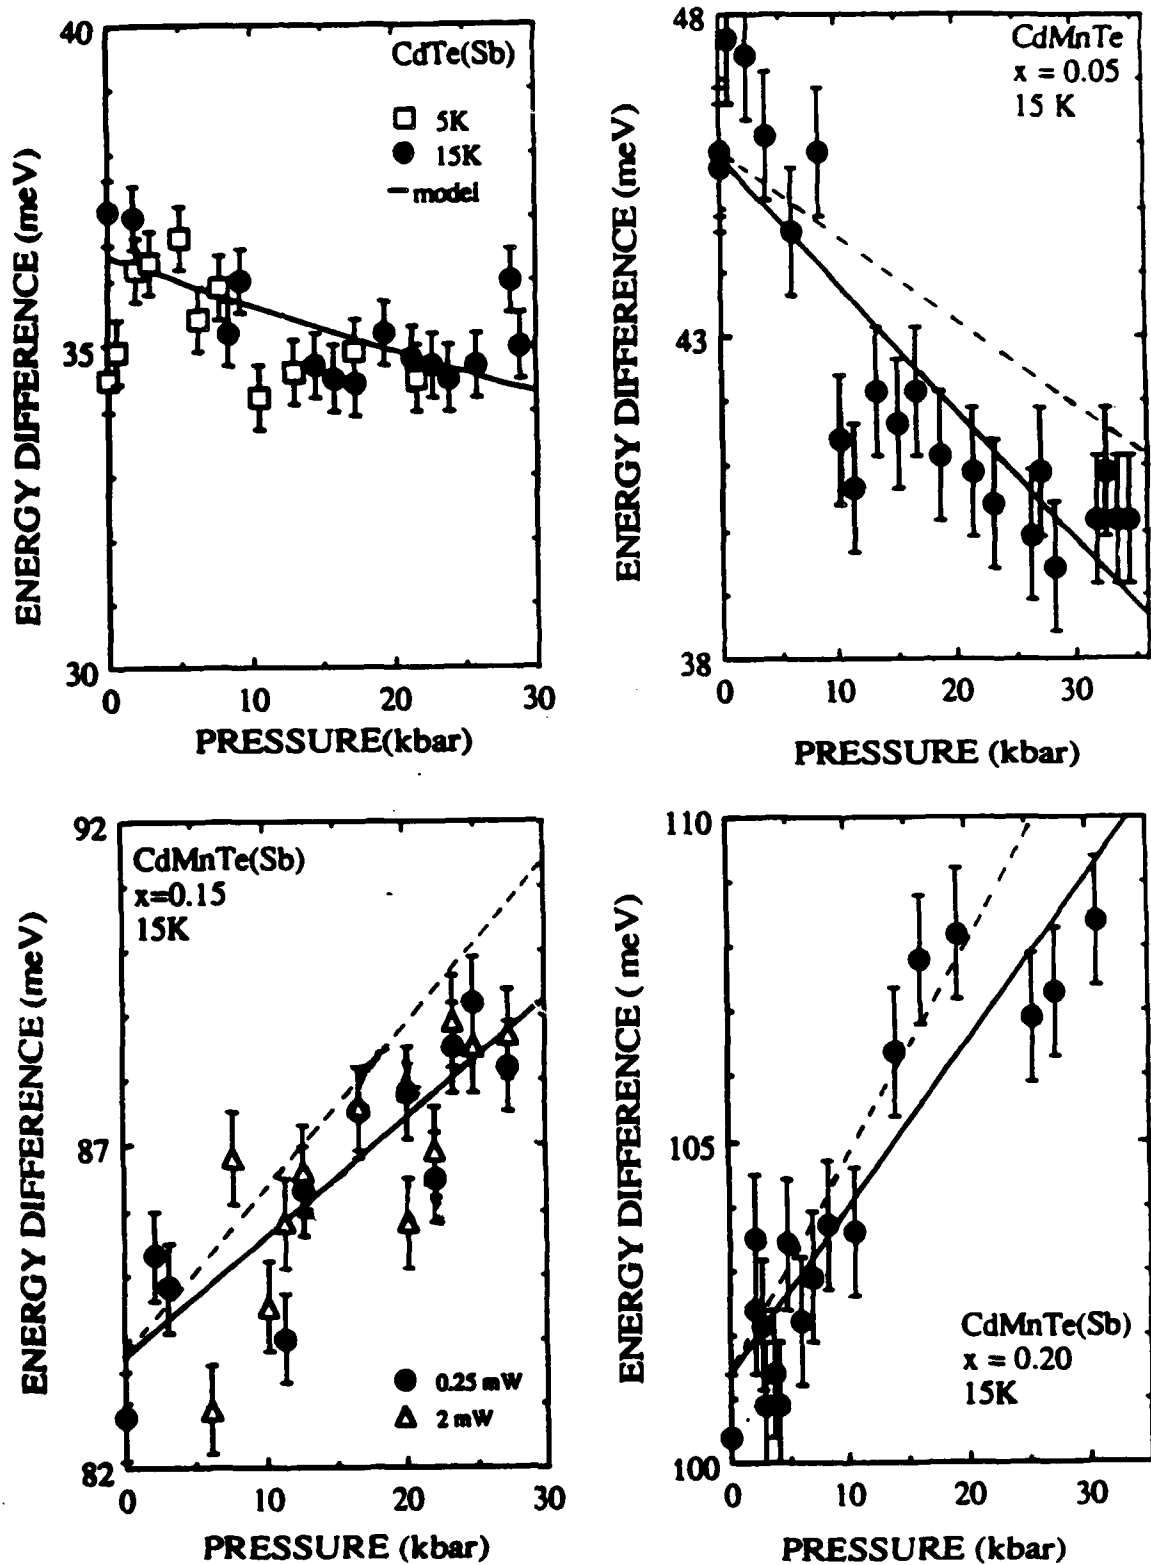 40
CdTe(Sb)
5K
15K
model
35
30
0
10
20
30
ENERGY DIFFERENCE (meV)
PRESSURE(kbar)
48
CdMnTe
x = 0.05
15 K
43
38
0
10
20
30
ENERGY DIFFERENCE (meV)
PRESSURE (kbar)
92
CdMnTe(Sb)
x=0.15
15K
87
0.25 mW
2 mW
82
0
10
20
30
ENERGY DIFFERENCE (meV)
PRESSURE (kbar)
110
105
CdMnTe(Sb)
x = 0.20
15K
100
0
10
20
30
ENERGY DIFFERENCE ( meV)
PRESSURE (kbar)